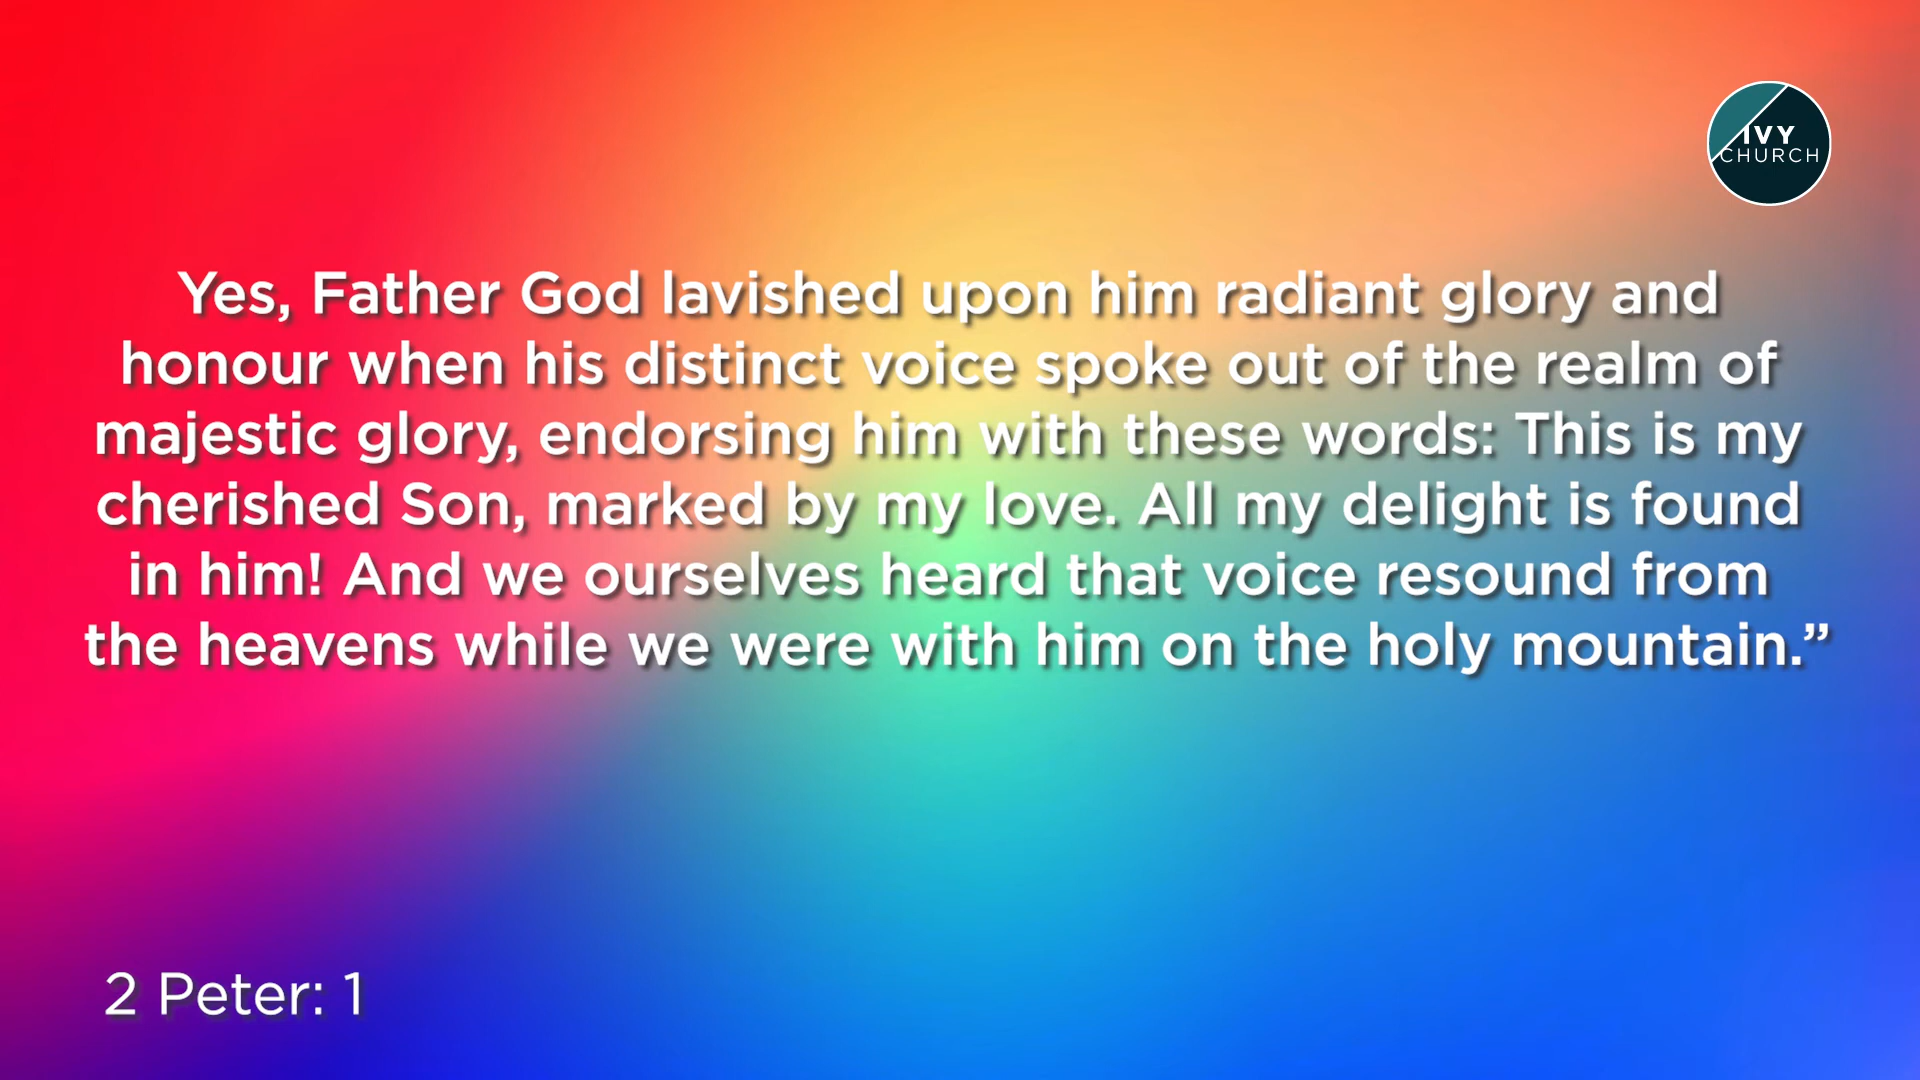 IVY
CHURCH
Yes, Father God lavished upon him radiant glory and
honour when his distinct voice spoke out of the realm of
majestic glory, endorsing him with these words: This is my
cherished Son, marked by my love. All my delight is found
in him! And we ourselves heard that voice resound from
the heavens while we were with him on the holy mountain.”
2 Peter: 1